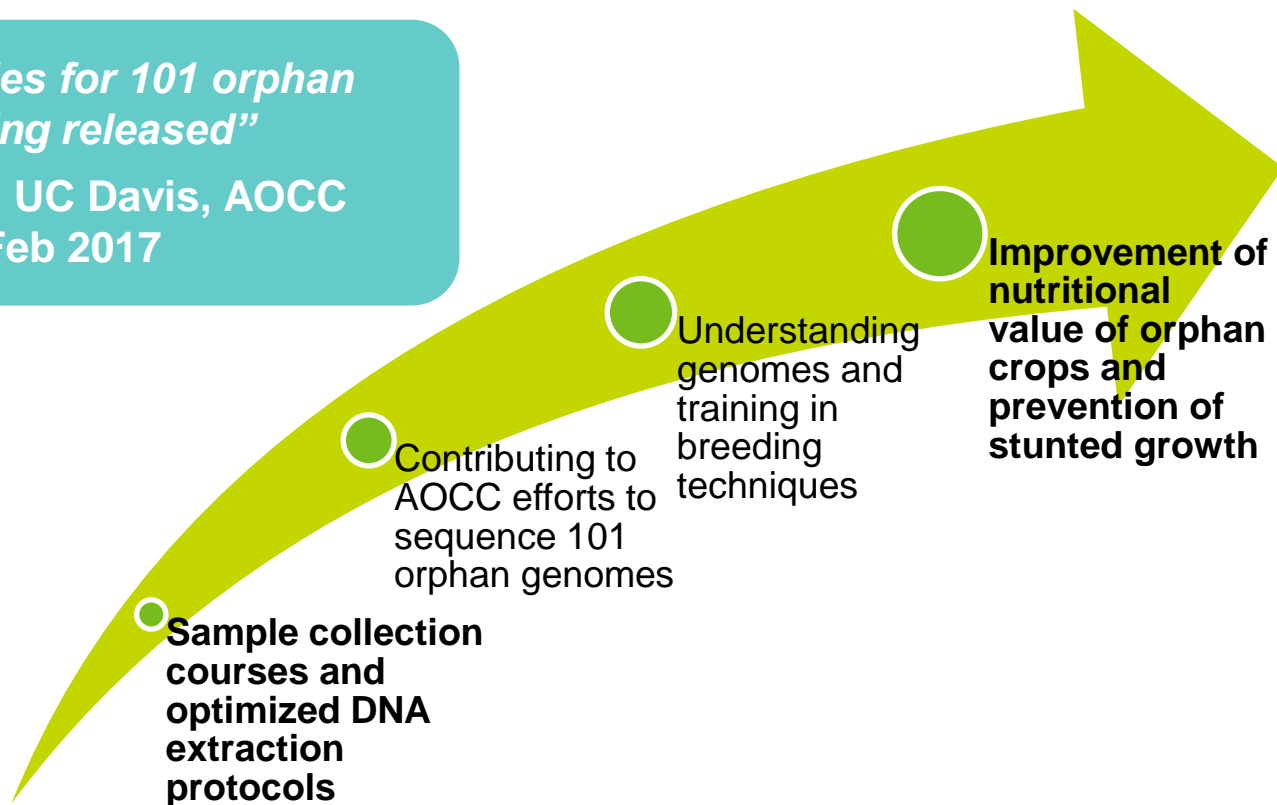 es for 101 orphan
ing released”
UC Davis, AOCC
Feb 2017
Improvement of
nutritional
value of orphan
crops and
prevention of
stunted growth
Understanding
genomes and
training in
breeding
techniques
Contributing to
AOCC efforts to
sequence 101
orphan genomes
Sample collection
courses and
optimized DNA
extraction
protocols